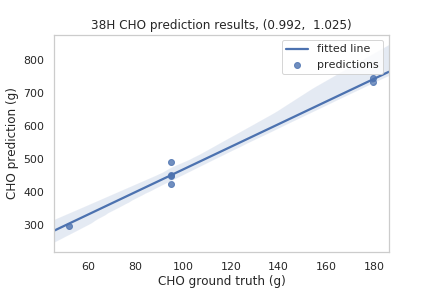 38H CHO prediction results, (0.992,  1.025)
fitted line
predictions
800
700
600
500
400
300
CHO prediction (g)
60 80 100 120 140 160 180
CHO ground truth (g)